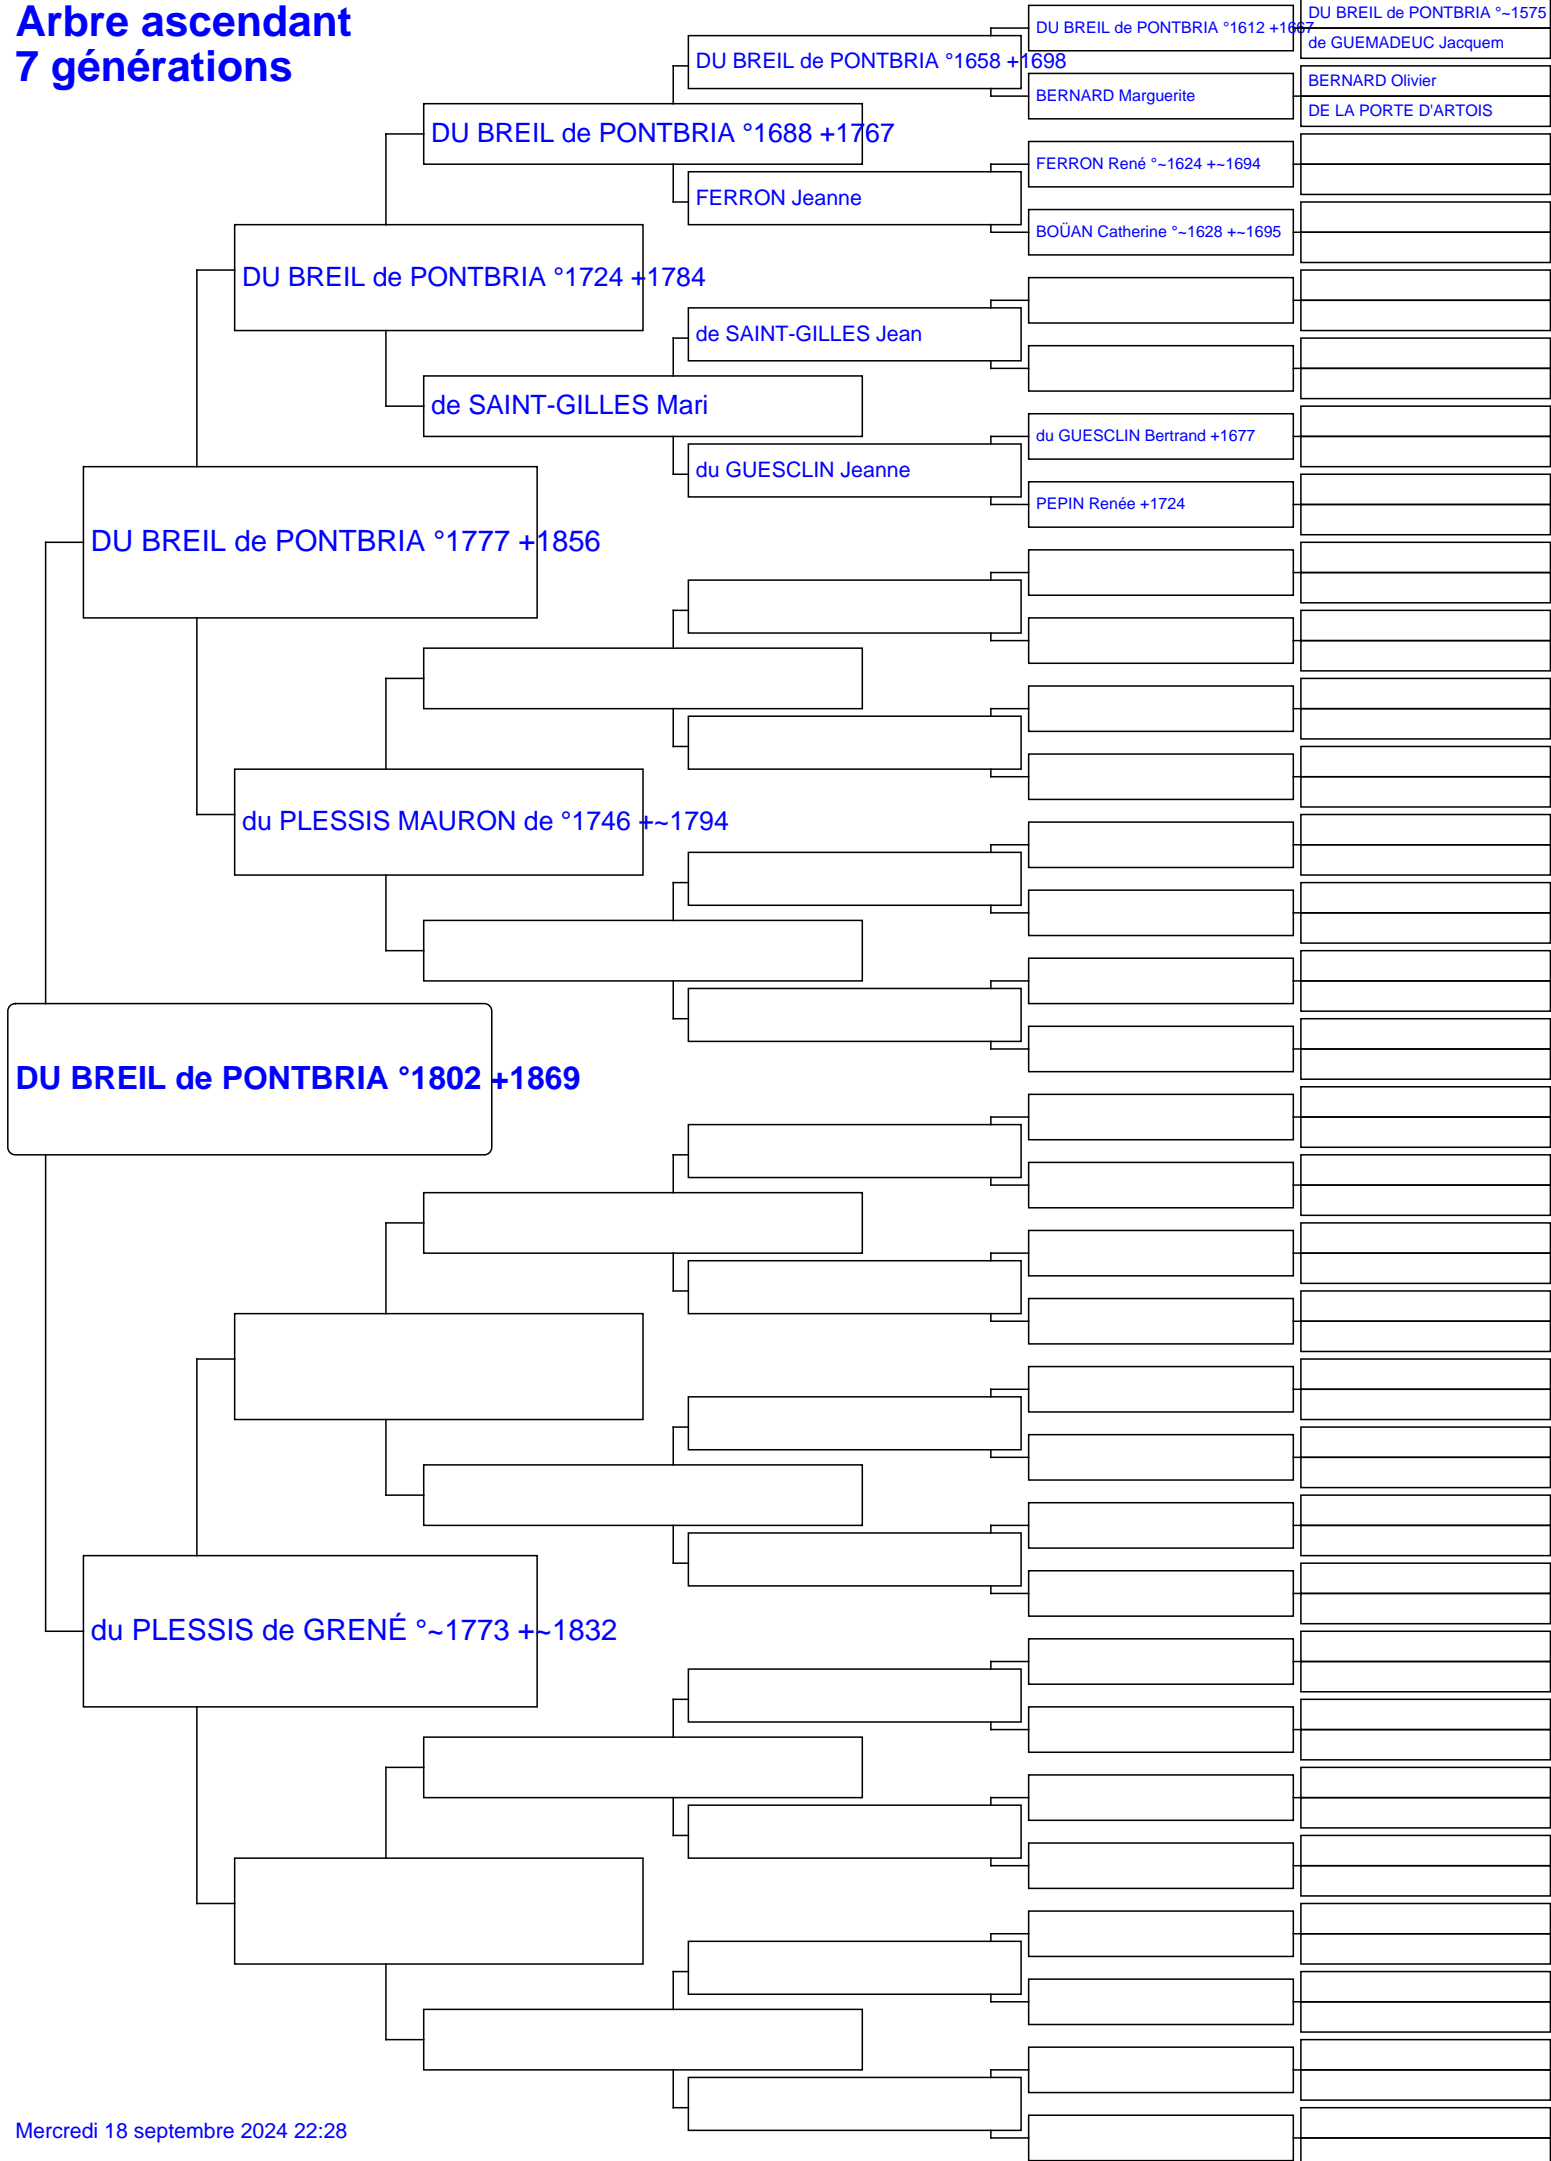 Arbre ascendant
7 générations
DU BREIL de PONTBRIA °~1575
DU BREIL de PONTBRIA °1612 +1667
de GUEMADEUC Jacquem
DU BREIL de PONTBRIA °1658 +1698
BERNARD Olivier
BERNARD Marguerite
DE LA PORTE D'ARTOIS
DU BREIL de PONTBRIA °1688 +1767
FERRON René °~1624 +~1694
FERRON Jeanne
BOÜAN Catherine °~1628 +~1695
DU BREIL de PONTBRIA °1724 +1784
de SAINT-GILLES Jean
de SAINT-GILLES Mari
du GUESCLIN Bertrand +1677
du GUESCLIN Jeanne
PEPIN Renée +1724
DU BREIL de PONTBRIA °1777 +1856
du PLESSIS MAURON de °1746 +~1794
DU BREIL de PONTBRIA °1802 +1869
du PLESSIS de GRENÉ °~1773 +~1832
Mercredi 18 septembre 2024 22:28